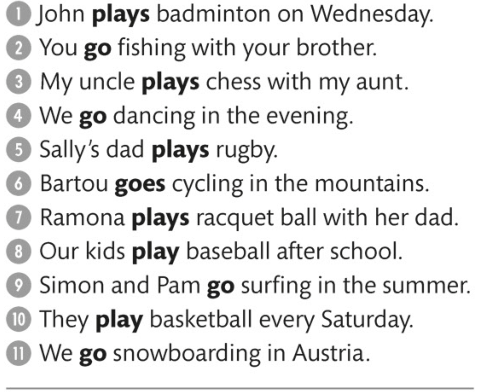 1 John plays badminton on Wednesday.
2 You go fishing with your brother.
3 My uncle plays chess with my aunt.
4 We go dancing in the evening.
5 Sally's dad plays rugby.
6 Bartou goes cycling in the mountains.
7 Ramona plays racquet ball with her dad.
8 Our kids play baseball after school.
9 Simon and Pam go surfing in the summer.
10 They play basketball every Saturday.
11 We go snowboarding in Austria.